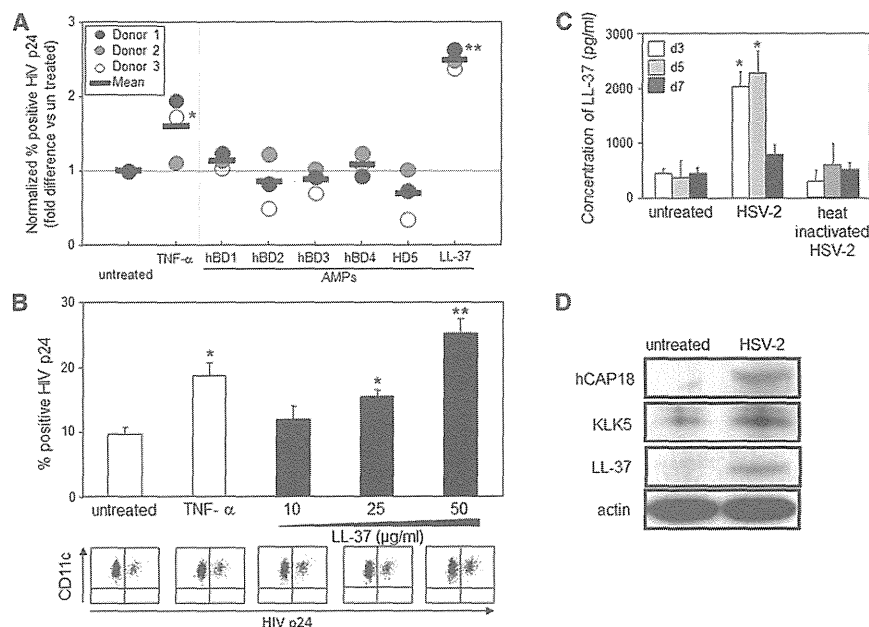 A
Normalized % positive HIV p24
(fold difference vs un treated)
3
2
1
0
Donor 1
Donor 2
Donor 3
Mean
*
**
untreated
TNF-α
hBD1
hBD2
hBD3
hBD4
HD5
LL-37
AMPs
B
% positive HIV p24
30
20
10
0
*
*
**
untreated
TNF- α
10
25
50
LL-37 (µg/ml)
CD11c
HIV p24
C
Concentration of LL-37 (pg/ml)
3000
2000
1000
0
d3
d5
d7
*
*
untreated
HSV-2
heat
inactivated
HSV-2
D
untreated
HSV-2
hCAP18
KLK5
LL-37
actin